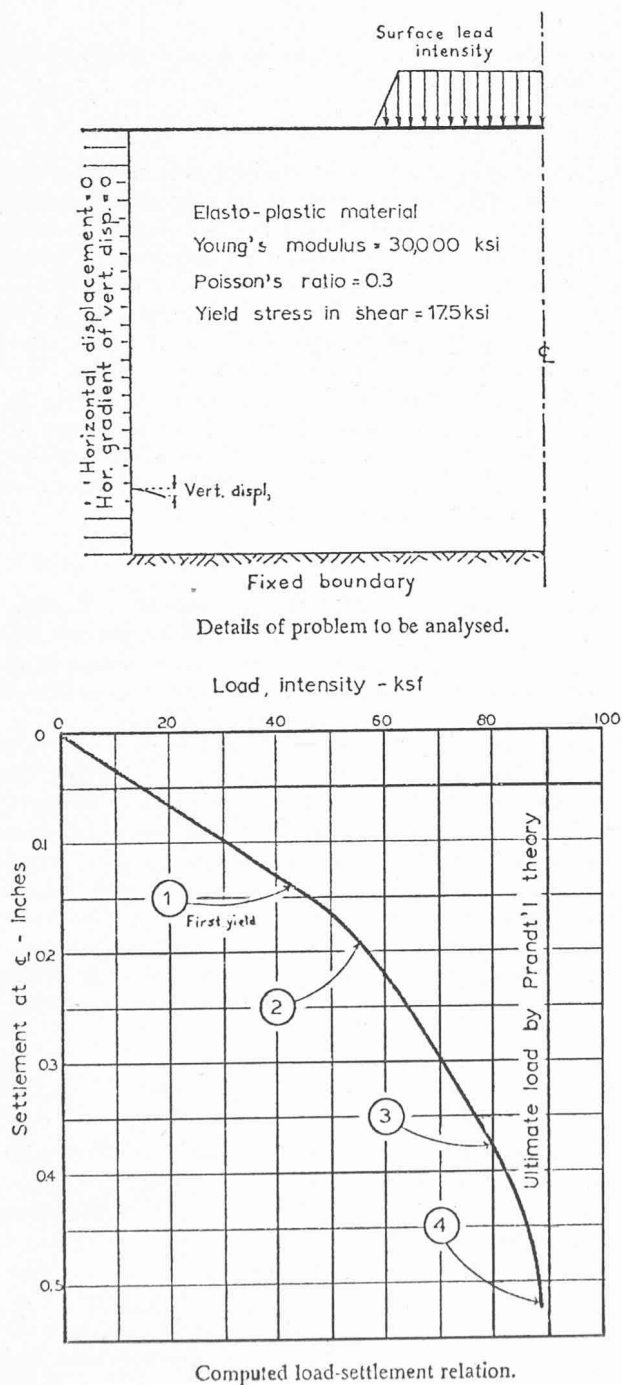 Surface lead
intensity
Horizontal displacement = 0
Hor. gradient of vert. disp. = 0
Elasto-plastic material
Young's modulus = 30,000 ksi
Poisson's ratio = 0.3
Yield stress in shear = 17.5 ksi
℄
Vert. displ,
Fixed boundary
Details of problem to be analysed.
Load, intensity - ksf
0 20 40 60 80 100
0
0.1
0.2
0.3
0.4
0.5
Settlement at ℄ - Inches
1
First yield
2
3
4
Ultimate load by Prandt'l theory
Computed load-settlement relation.